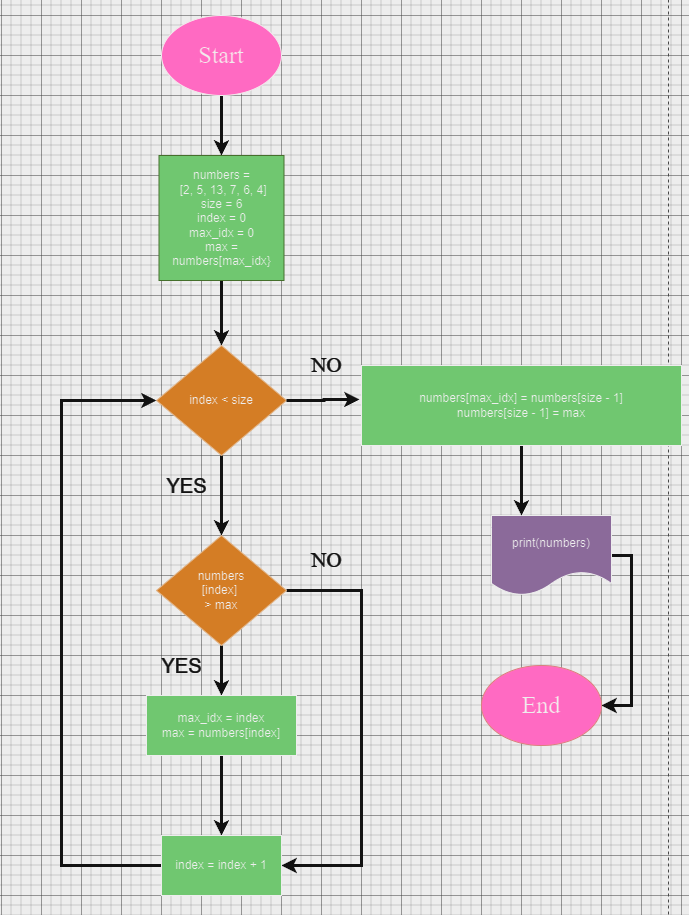 Start
numbers =
[2, 5, 13, 7, 6, 4]
size = 6
index = 0
max_idx = 0
max =
numbers[max_idx}
index < size
NO
numbers[max_idx] = numbers[size - 1]
numbers[size - 1] = max
YES
print(numbers)
numbers
[index]
> max
NO
YES
max_idx = index
max = numbers[index]
End
index = index + 1